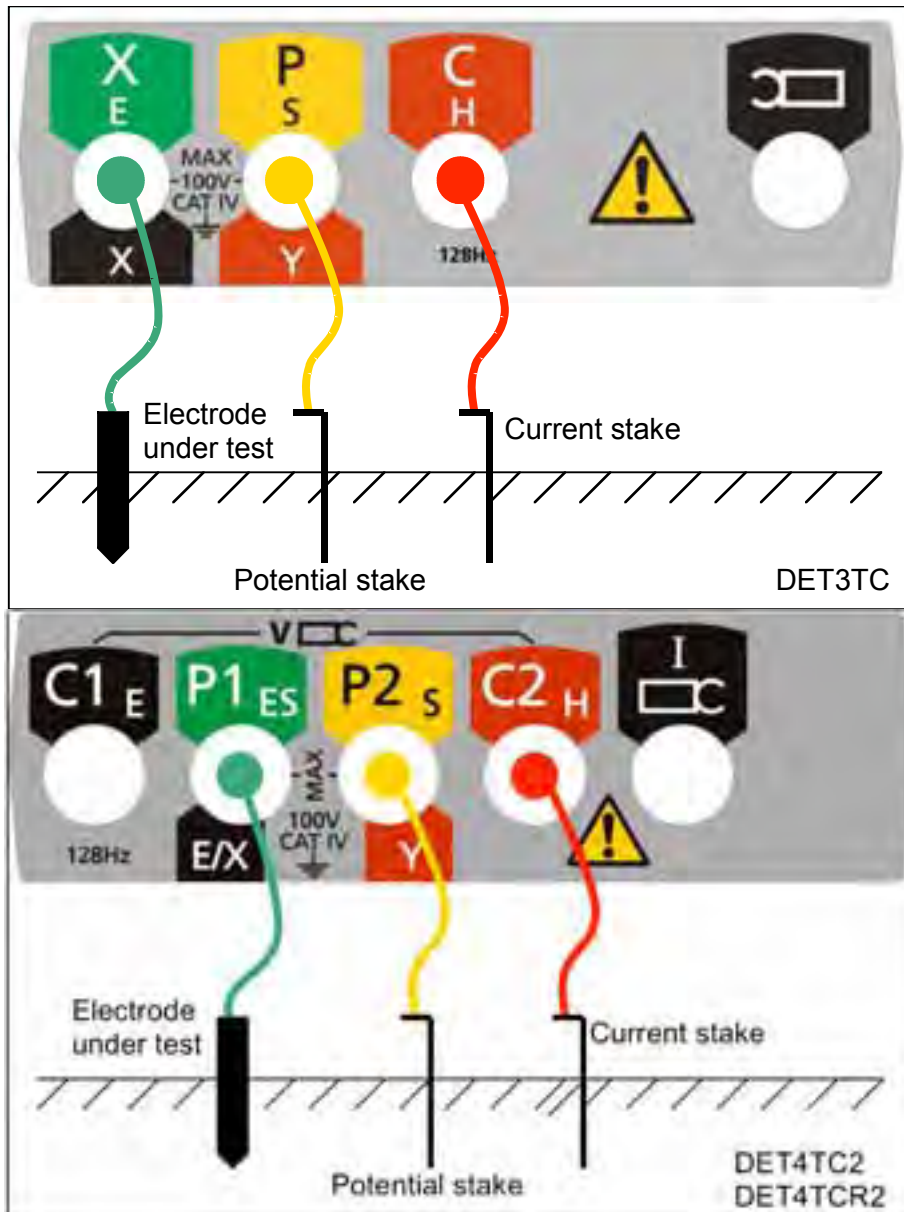 X P C
E S H
MAX
100V
CAT IV
X Y 128Hz
Electrode
under test
Current stake
Potential stake
DET3TC
V
C1 E P1 ES P2 S C2 H I
MAX
100V
CAT IV
128Hz E/X Y
Electrode
under test
Current stake
Potential stake
DET4TC2
DET4TCR2